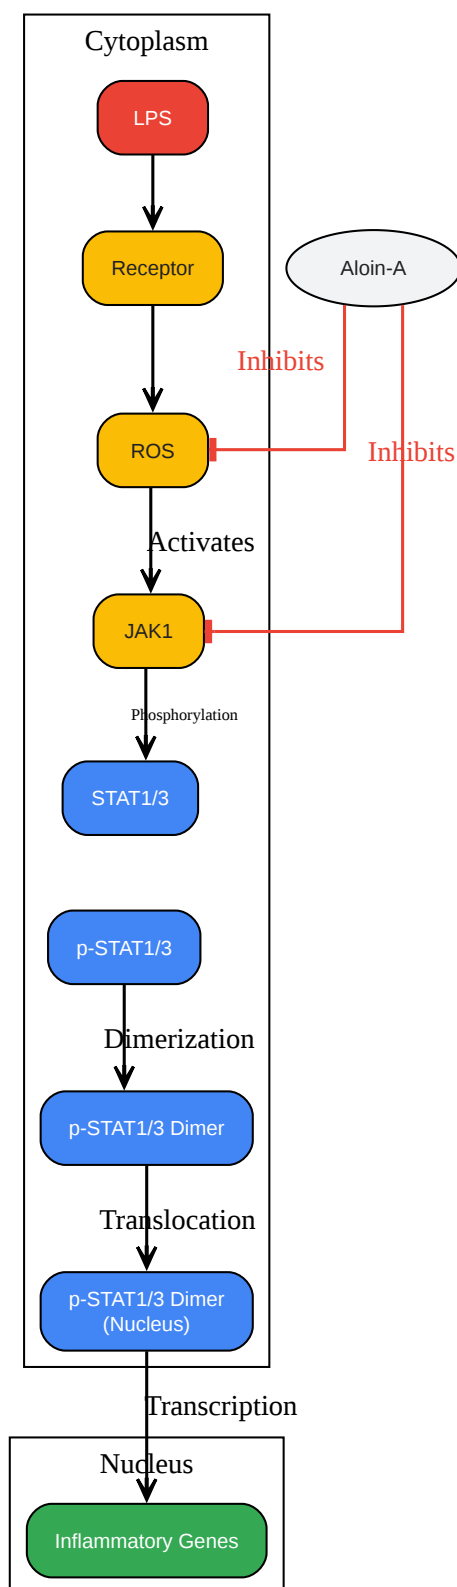 Cytoplasm
LPS
Receptor
Aloin-A
Inhibits
ROS
Inhibits
Activates
JAK1
Phosphorylation
STAT1/3
p-STAT1/3
Dimerization
p-STAT1/3 Dimer
Translocation
p-STAT1/3 Dimer
(Nucleus)
Transcription
Nucleus
Inflammatory Genes